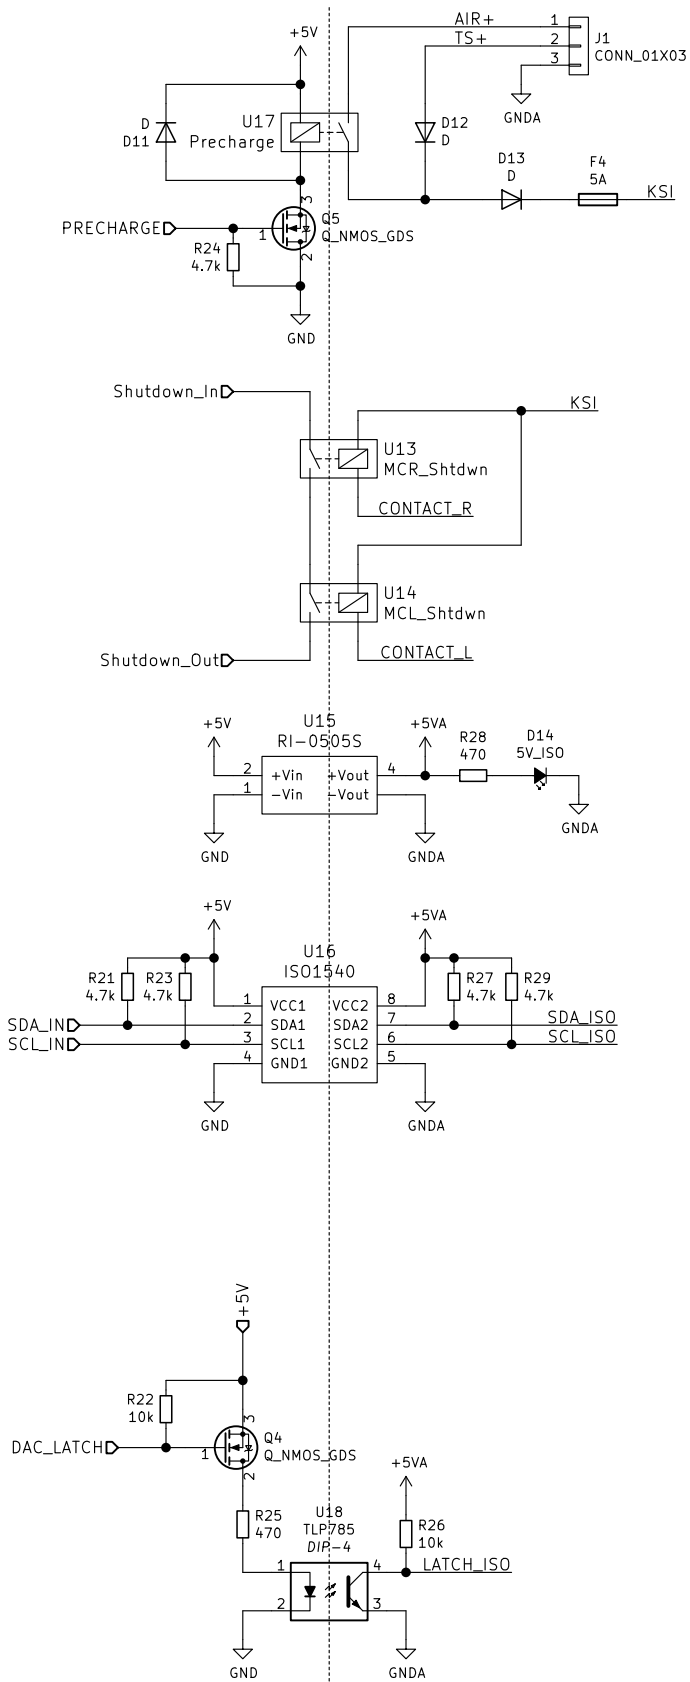 AIR+
1
+5V
TS+
2
J1
CONN_01X03
3
GNDA
U17
Precharge
D
D11
D12
D
D13
D
F4
5A
KSI
3
PRECHARGE
1
Q5
Q_NMOS_GDS
R24
4.7k
2
GND
Shutdown_In
KSI
U13
MCR_Shtdwn
CONTACT_R
U14
MCL_Shtdwn
Shutdown_Out
CONTACT_L
U15
RI-0505S
+5V
+5VA
R28
470
D14
5V_ISO
2
+Vin
+Vout
4
1
-Vin
-Vout
GND
GNDA
GNDA
+5V
+5VA
U16
ISO1540
R21
4.7k
R23
4.7k
R27
4.7k
R29
4.7k
1
VCC1
VCC2
8
SDA_IN
2
SDA1
SDA2
7
SDA_ISO
SCL_IN
3
SCL1
SCL2
6
SCL_ISO
4
GND1
GND2
5
GND
GNDA
+5V
R22
10k
3
DAC_LATCH
1
Q4
Q_NMOS_GDS
2
+5VA
R25
470
U18
TLP785
DIP-4
R26
10k
1
4
LATCH_ISO
2
3
GND
GNDA